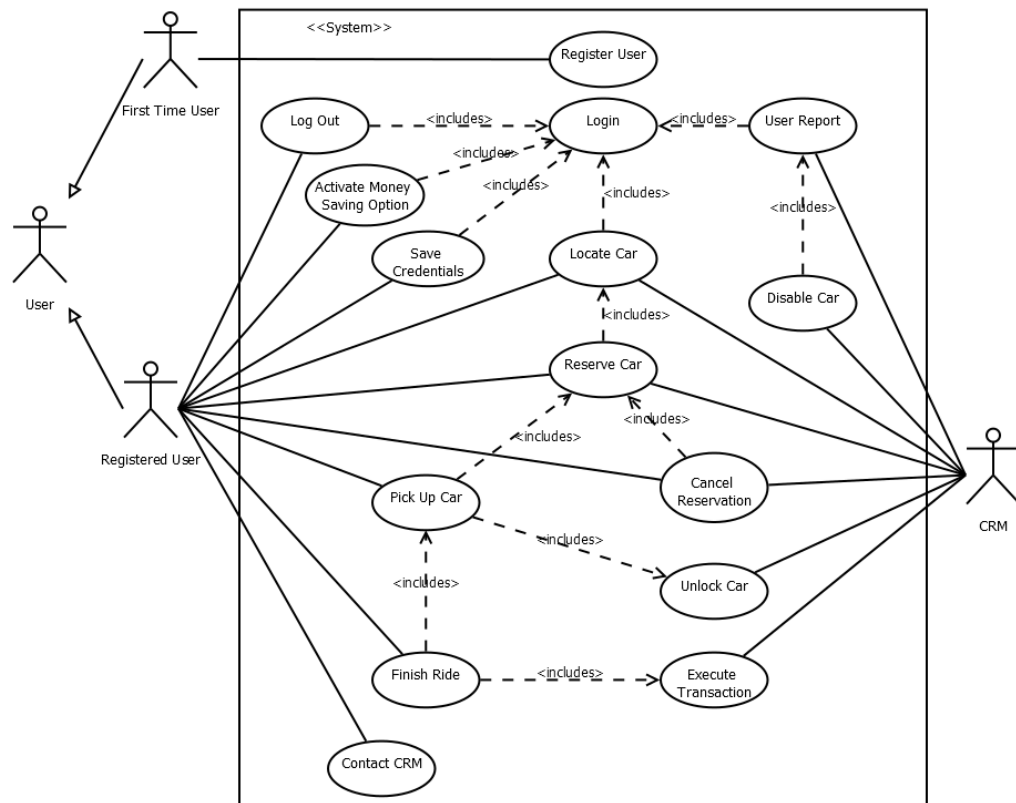 <<System>>
Register User
First Time User
Log Out
<includes>
Login
<includes>
User Report
<includes>
Activate Money
Saving Option
<includes>
<includes>
<includes>
Save
Credentials
Locate Car
Disable Car
User
<includes>
Reserve Car
<includes>
<includes>
Registered User
Pick Up Car
Cancel
Reservation
CRM
<includes>
<includes>
Unlock Car
Finish Ride
<includes>
Execute
Transaction
Contact CRM